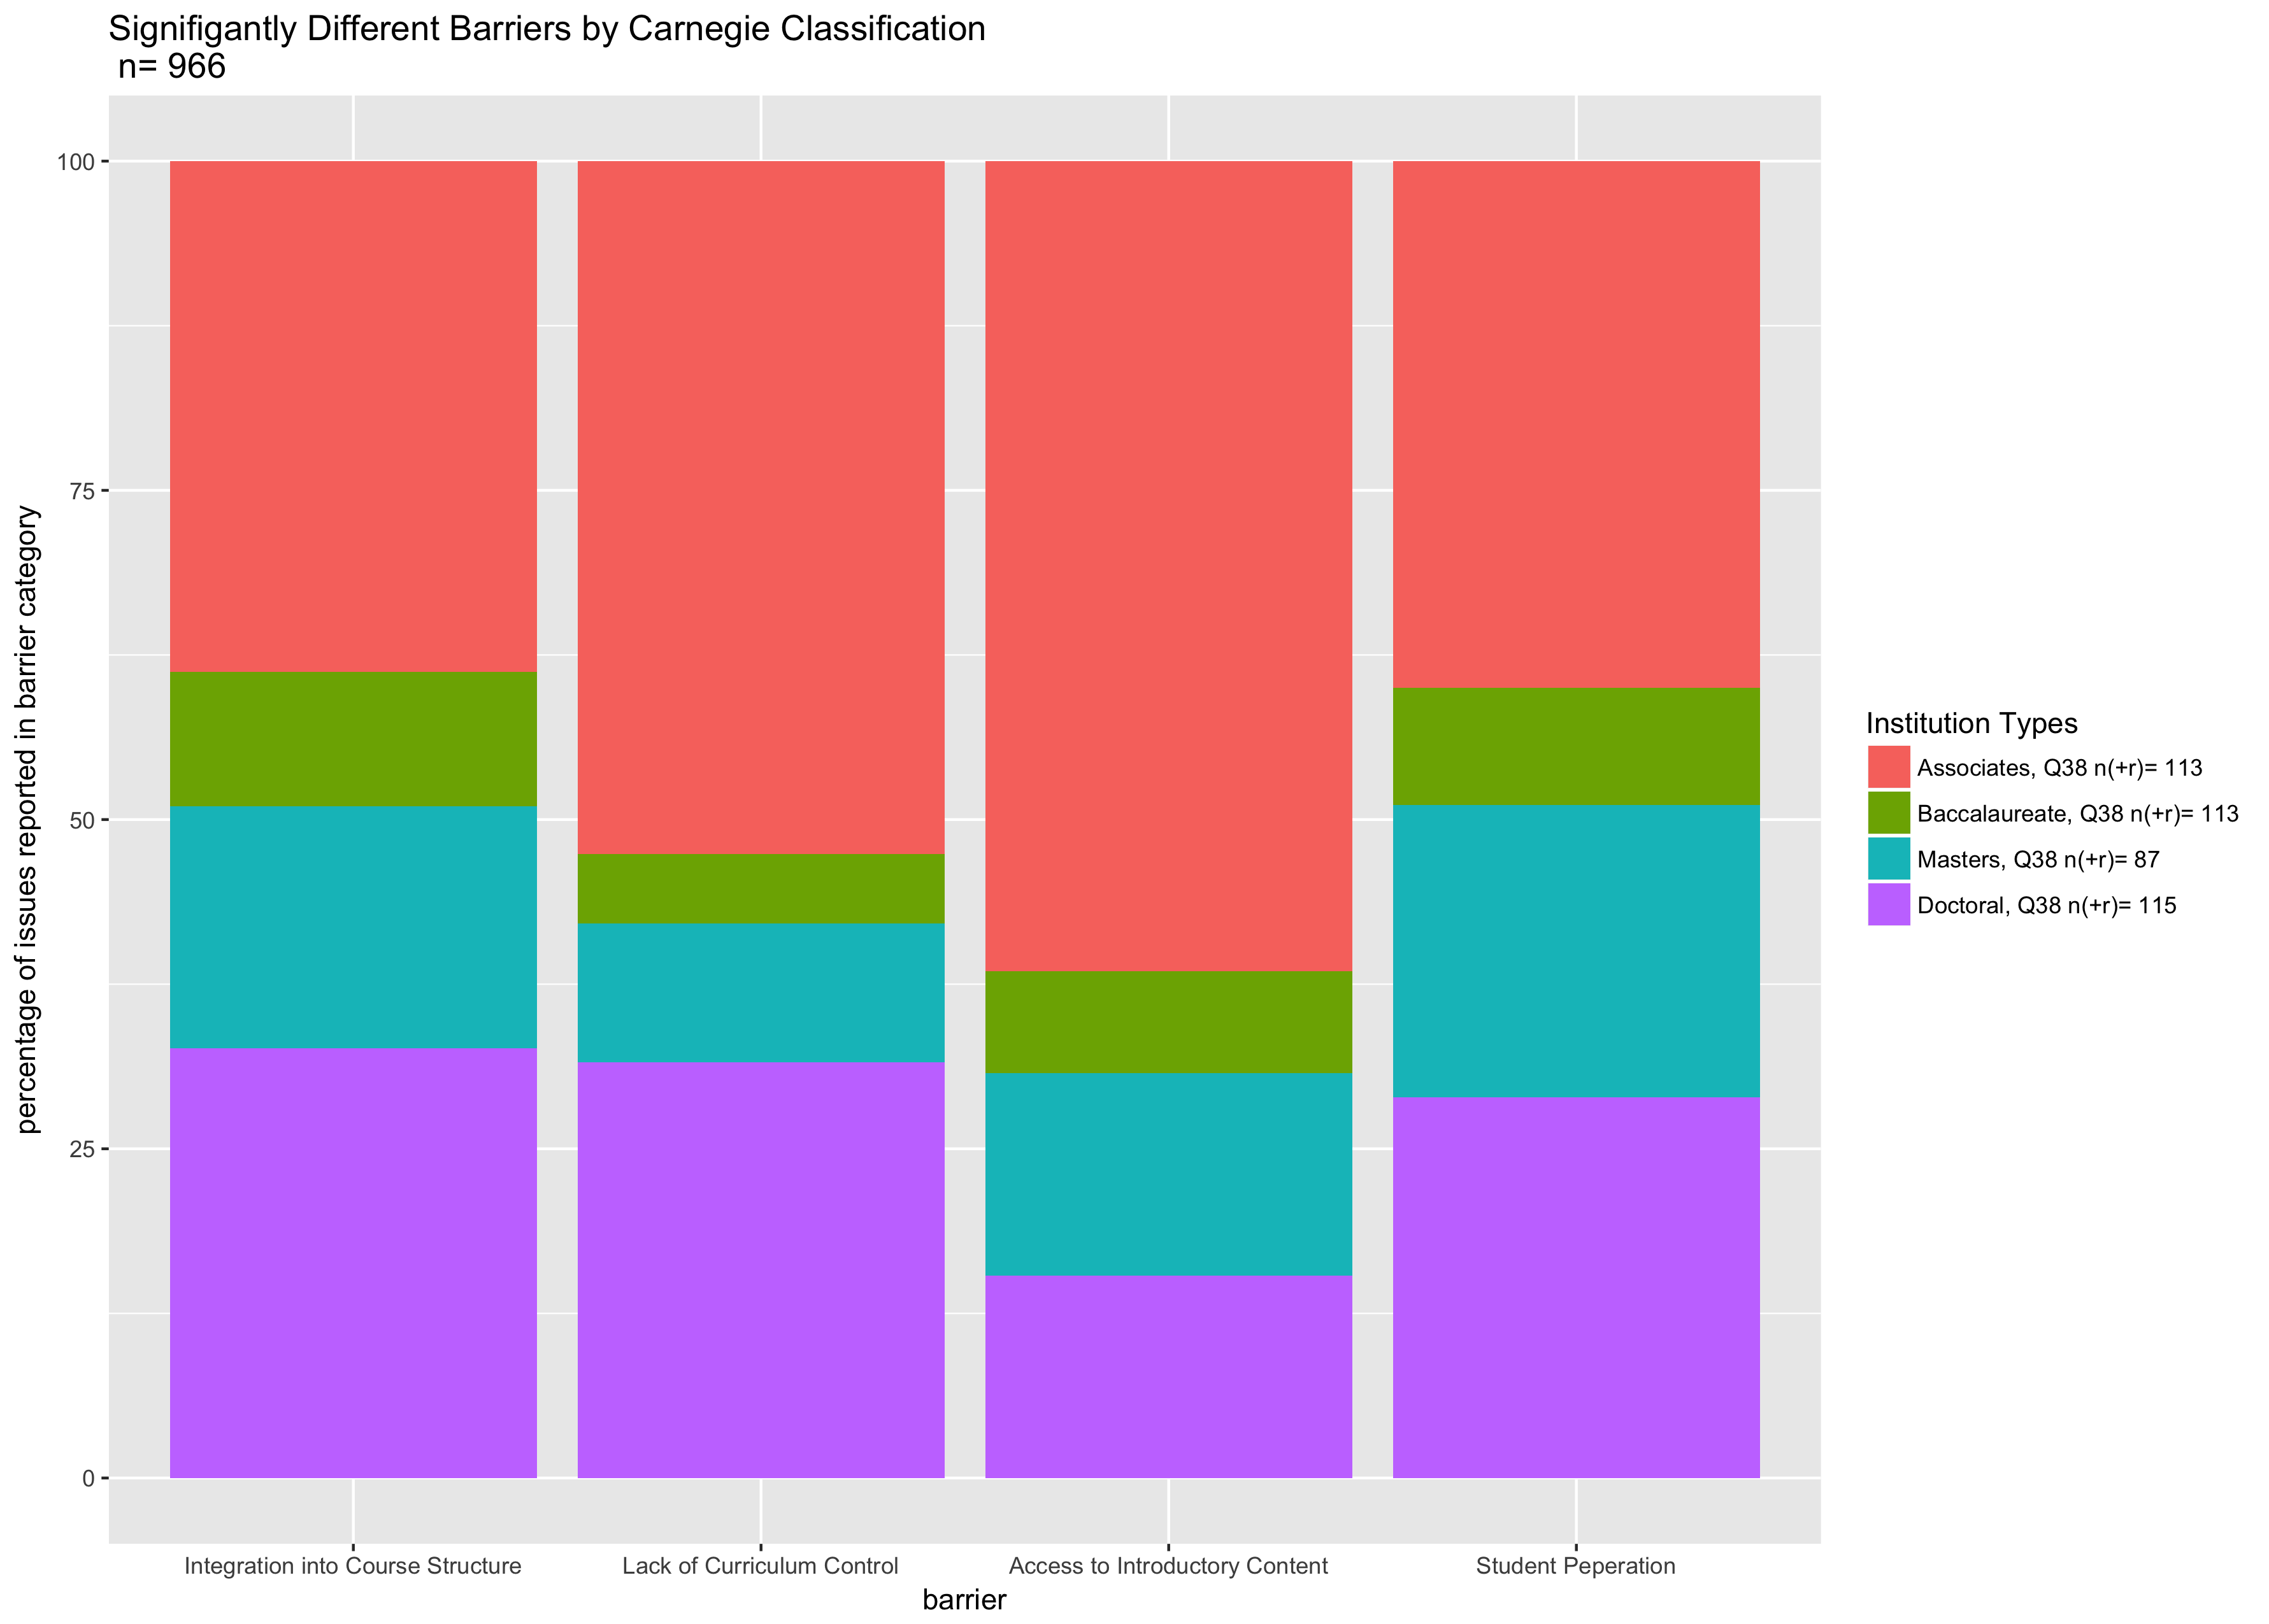 Signifigantly Different Barriers by Carnegie Classification
n= 966
percentage of issues reported in barrier category
100
75
50
25
0
Integration into Course Structure
Lack of Curriculum Control
Access to Introductory Content
Student Peperation
barrier
Institution Types
Associates, Q38 n(+r)= 113
Baccalaureate, Q38 n(+r)= 113
Masters, Q38 n(+r)= 87
Doctoral, Q38 n(+r)= 115